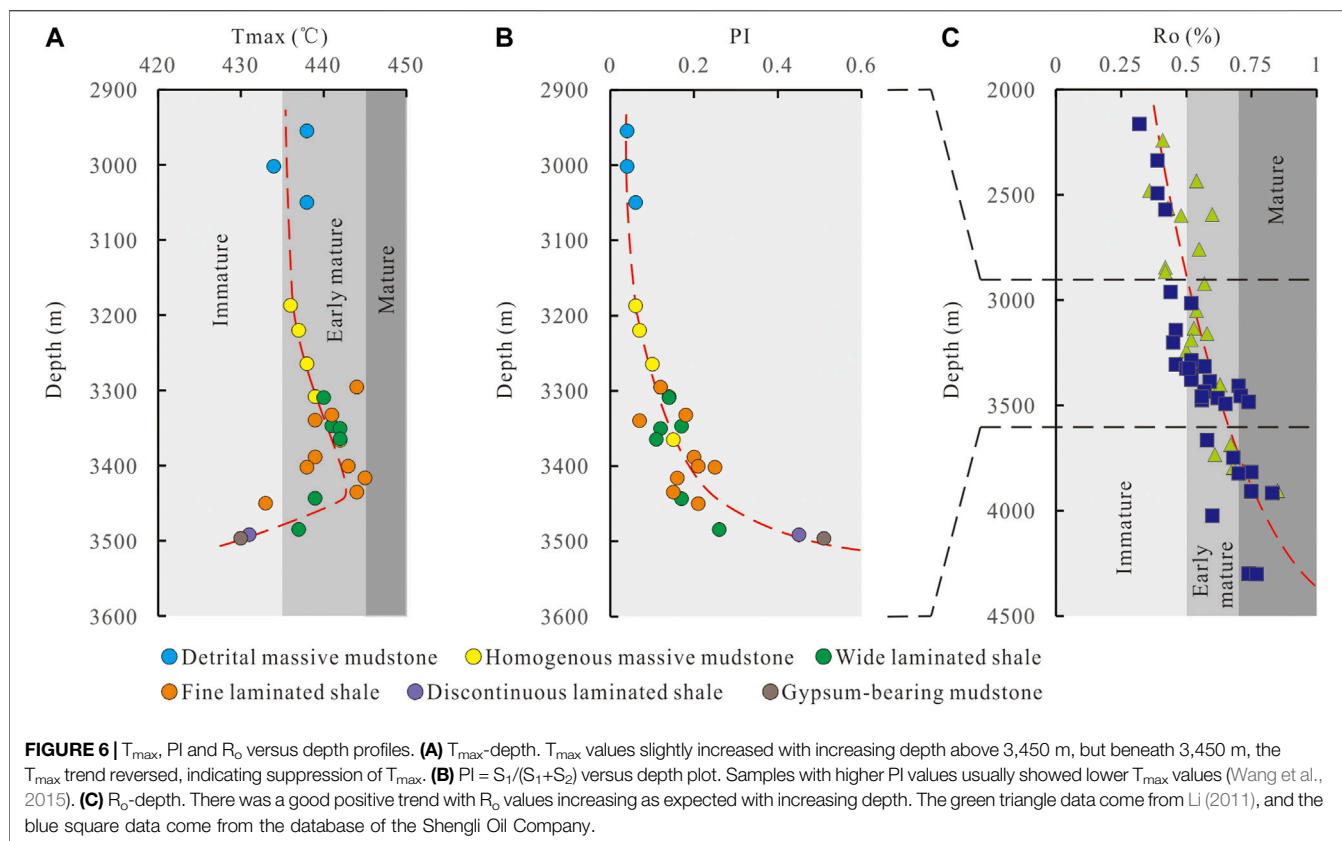 A
Tmax (℃)
420 430 440 450
Depth (m)
2900
3000
3100
3200
3300
3400
3500
3600
Immature
Early mature
Mature
B
PI
0 0.2 0.4 0.6
Depth (m)
2900
3000
3100
3200
3300
3400
3500
3600
C
Ro (%)
0 0.25 0.5 0.75 1
Depth (m)
2000
2500
3000
3500
4000
4500
Immature
Early
mature
Mature
Detrital massive mudstone Homogenous massive mudstone Wide laminated shale
Fine laminated shale Discontinuous laminated shale Gypsum-bearing mudstone
FIGURE 6 | Tmax, PI and Ro versus depth profiles. (A) Tmax-depth. Tmax values slightly increased with increasing depth above 3,450 m, but beneath 3,450 m, the
Tmax trend reversed, indicating suppression of Tmax. (B) PI = S1/(S1+S2) versus depth plot. Samples with higher PI values usually showed lower Tmax values (Wang et al.,
2015). (C) Ro-depth. There was a good positive trend with Ro values increasing as expected with increasing depth. The green triangle data come from Li (2011), and the
blue square data come from the database of the Shengli Oil Company.